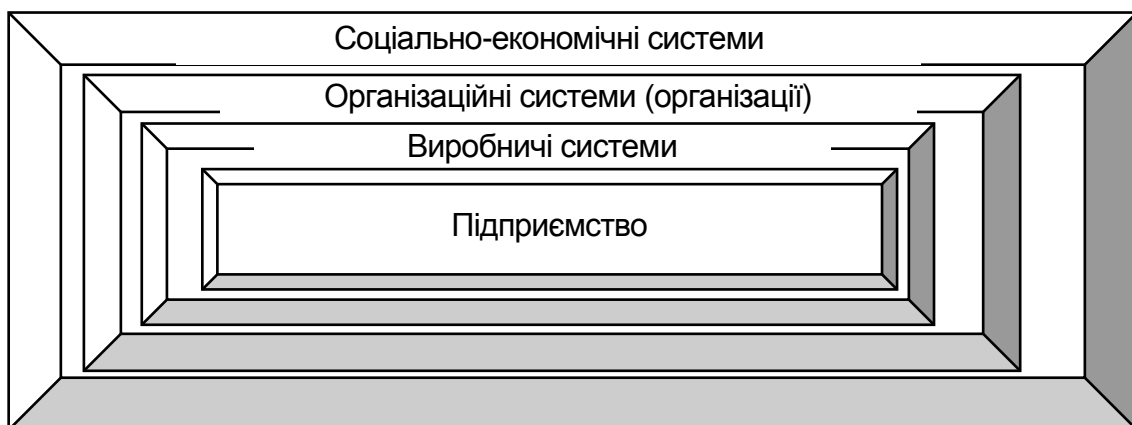 Соціально-економічні системи
Організаційні системи (організації)
Виробничі системи
Підприємство